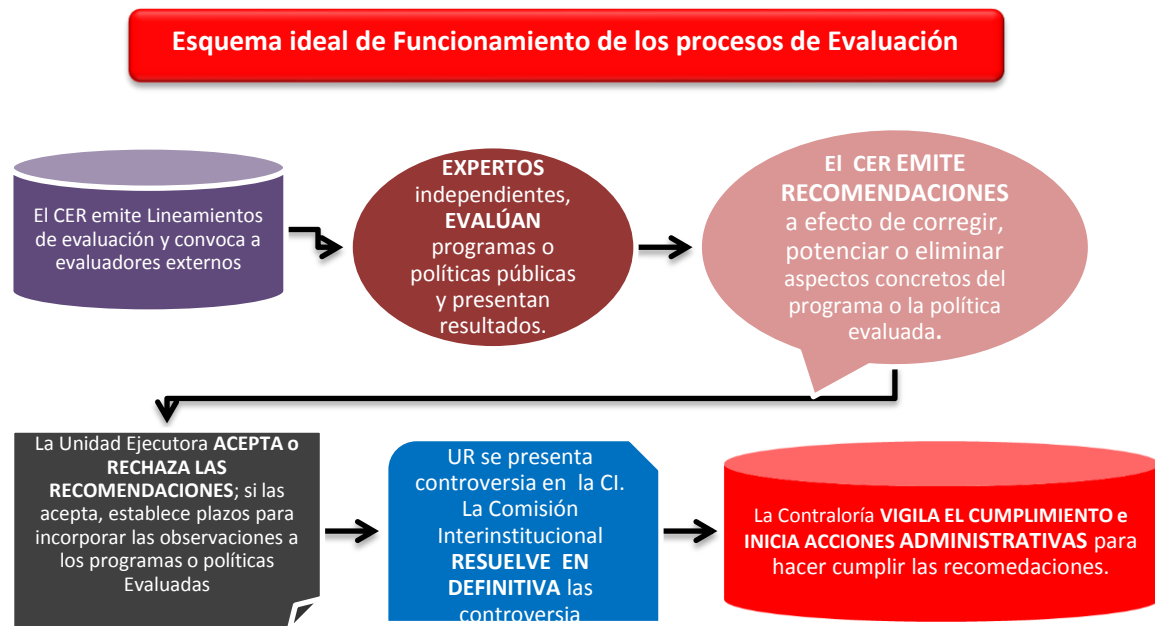 Esquema ideal de Funcionamiento de los procesos de Evaluación
El CER emite Lineamientos
de evaluación y convoca a
evaluadores externos
EXPERTOS
independientes,
EVALÚAN
programas o
políticas públicas
y presentan
resultados.
El CER EMITE
RECOMENDACIONES
a efecto de corregir,
potenciar o eliminar
aspectos concretos del
programa o la política
evaluada.
La Unidad Ejecutora ACEPTA o
RECHAZA LAS
RECOMENDACIONES; si las
acepta, establece plazos para
incorporar las observaciones a
los programas o políticas
Evaluadas
UR se presenta
controversia en la CI.
La Comisión
Interinstitucional
RESUELVE EN
DEFINITIVA las
controversia
La Contraloría VIGILA EL CUMPLIMIENTO e
INICIA ACCIONES ADMINISTRATIVAS para
hacer cumplir las recomedaciones.